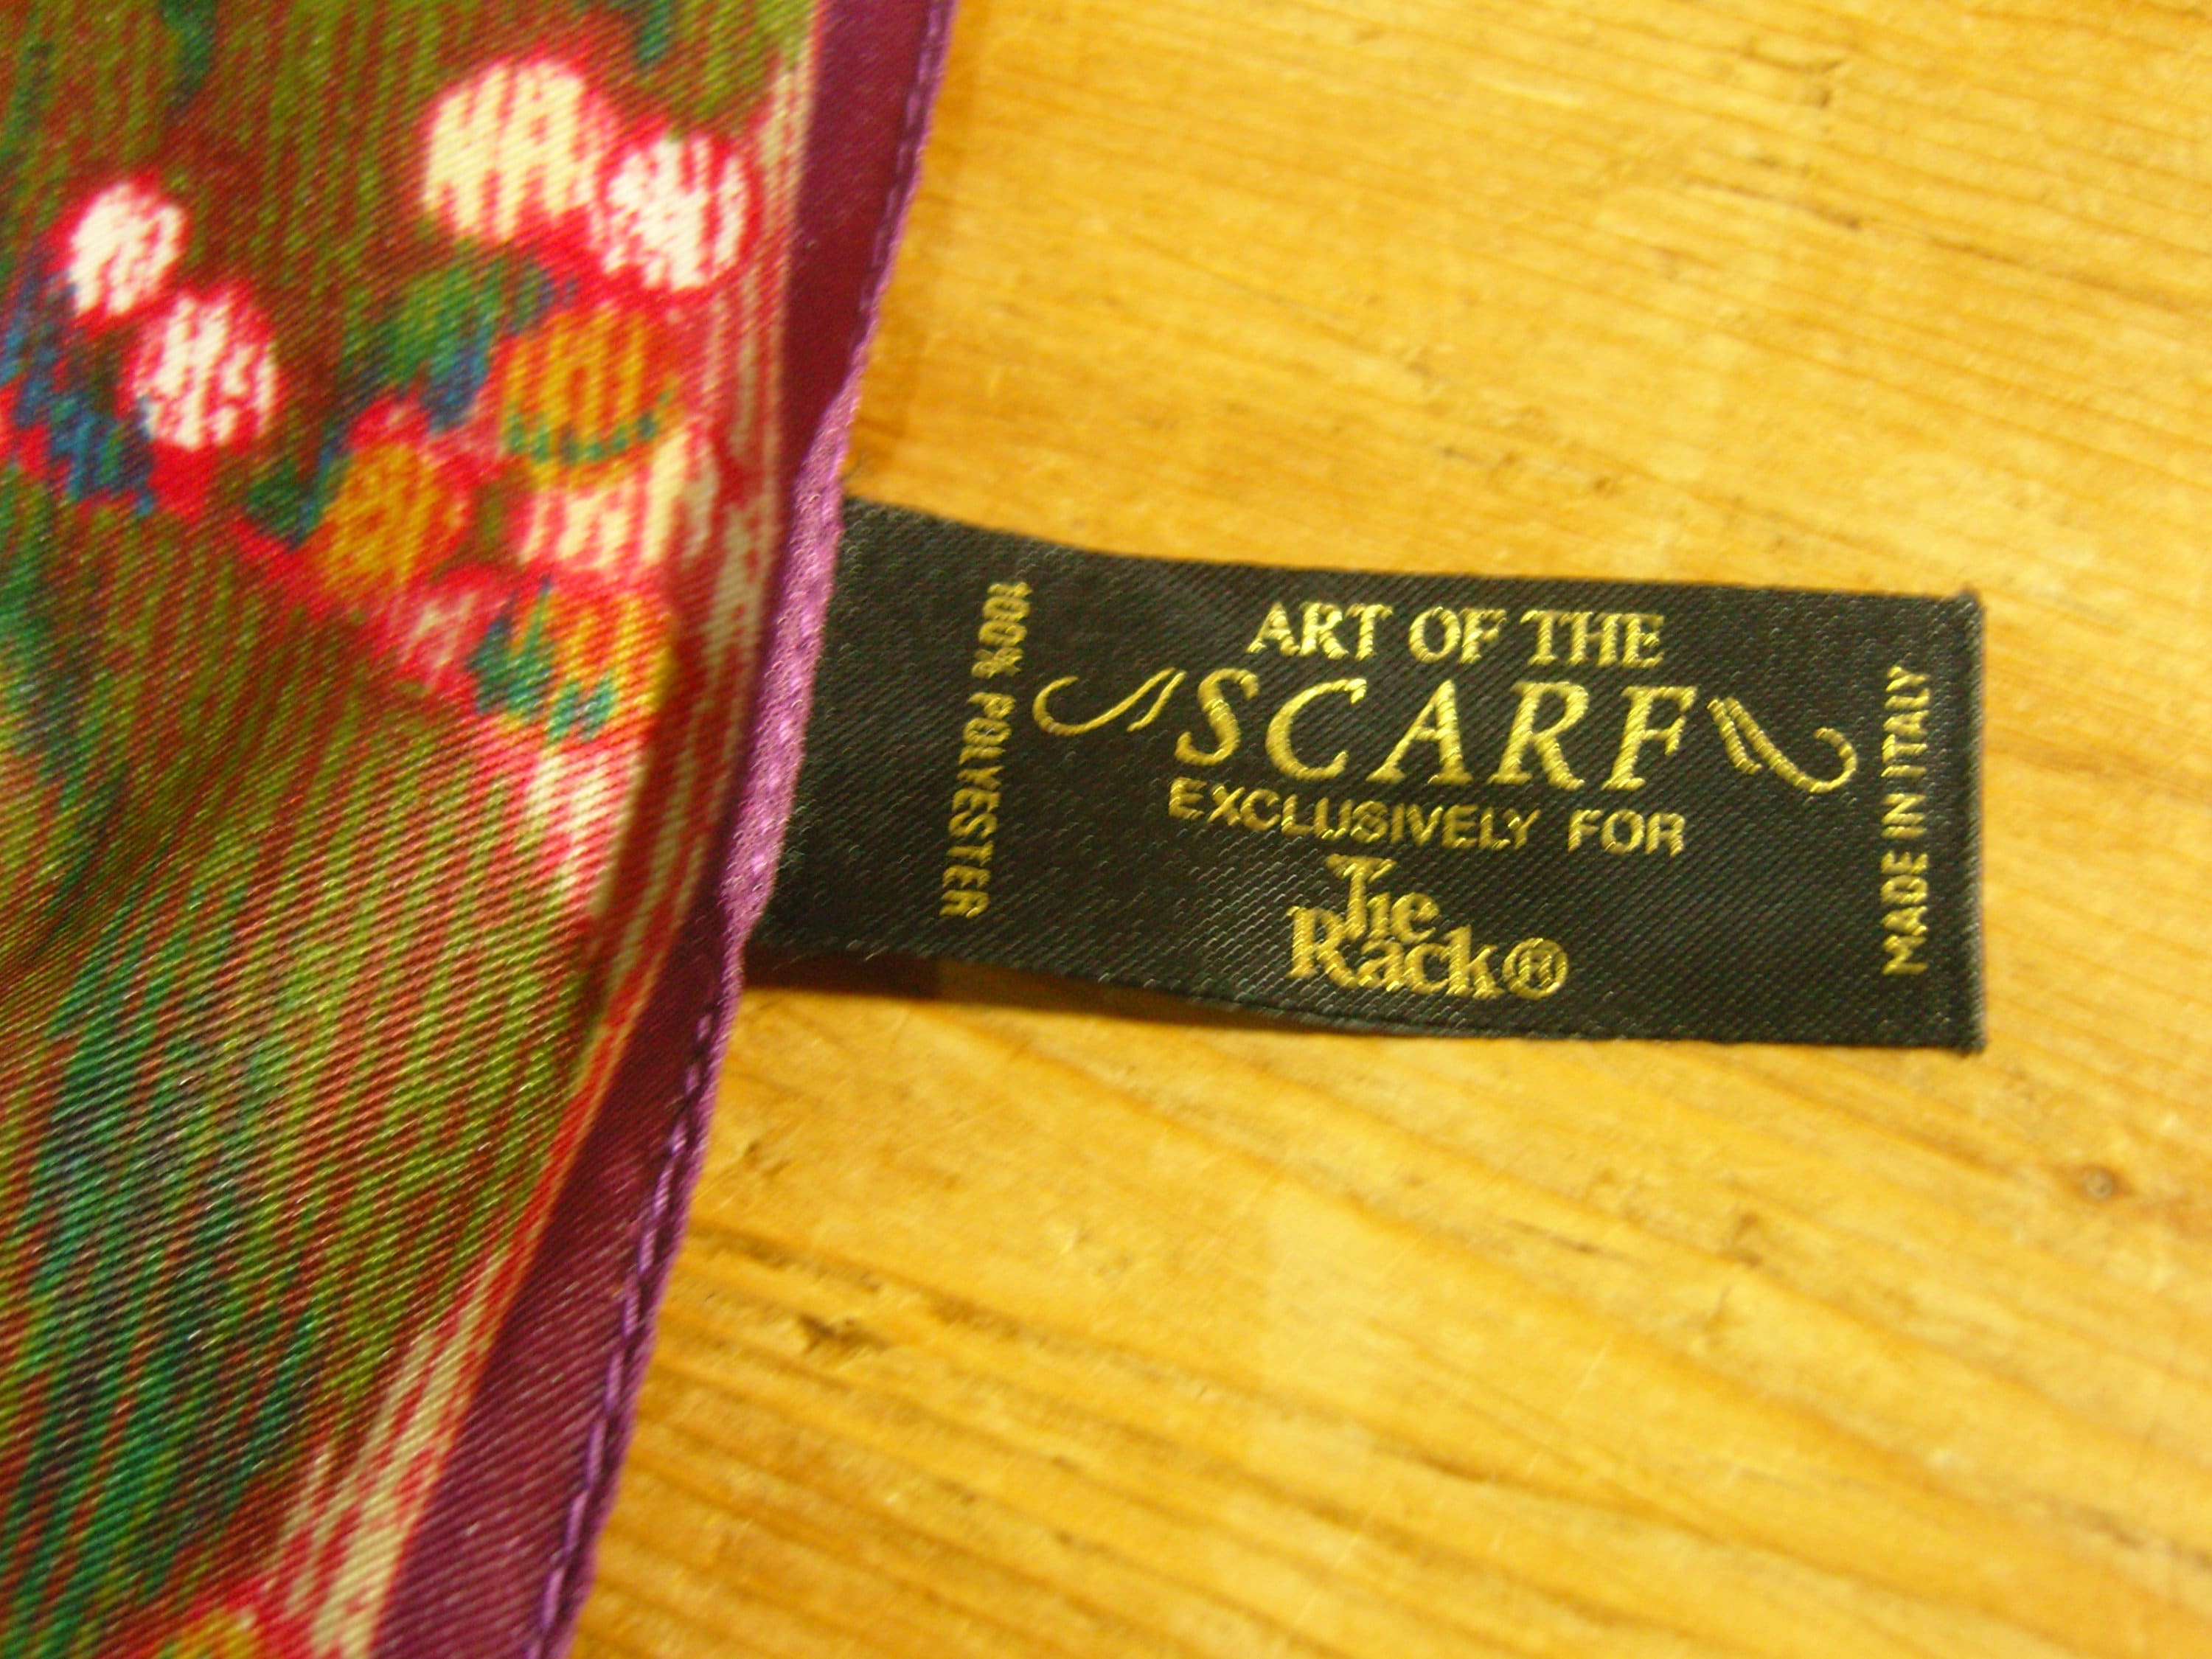 100% POLYESTER
ART OF THE
SCARF
EXCLUSIVELY FOR
Tie
Rack®
MADE IN ITALY